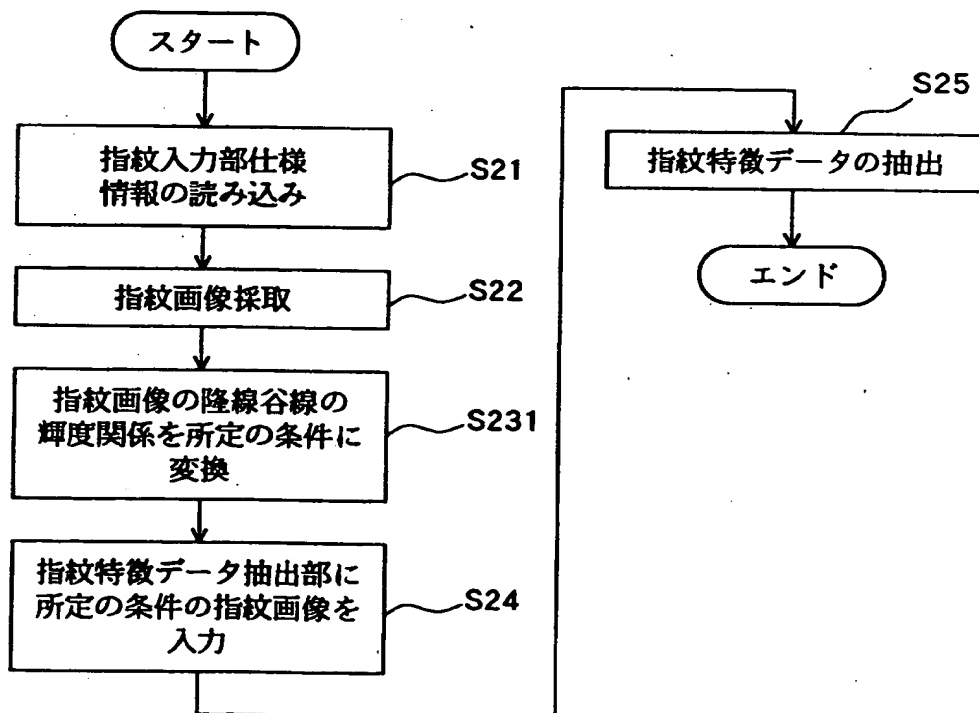 スタート
指紋入力部仕様
情報の読み込み
S21
指紋画像採取
S22
指紋画像の隆線谷線の
輝度関係を所定の条件に
変換
S231
指紋特徴データ抽出部に
所定の条件の指紋画像を
入力
S24
S25
指紋特徴データの抽出
エンド